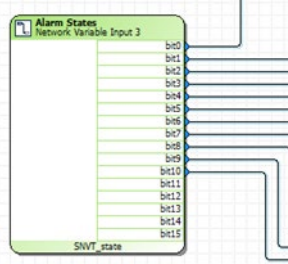 Alarm States
Network Variable Input 3
bit0
bit1
bit2
bit3
bit4
bit5
bit6
bit7
bit8
bit9
bit10
bit11
bit12
bit13
bit14
bit15
SNVT_state